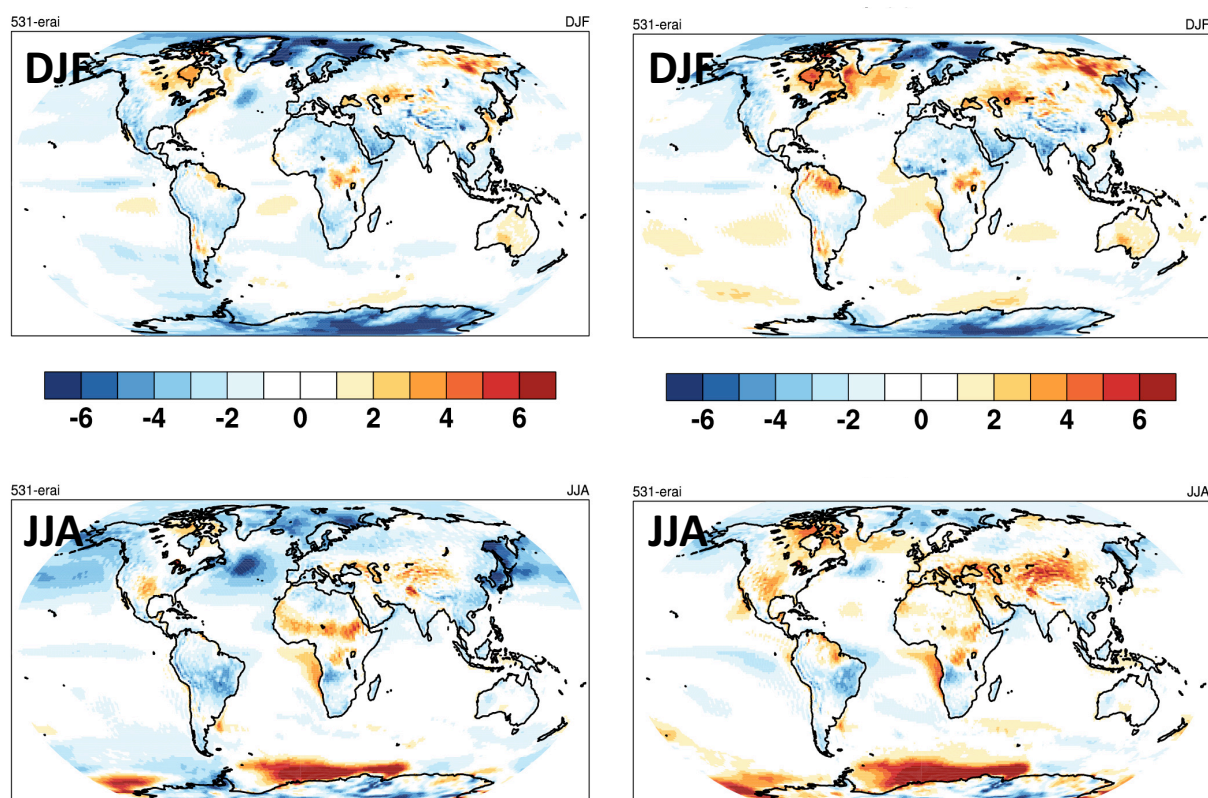 531-erai DJF
DJF
531-erai DJF
DJF
-6 -4 -2 0 2 4 6
-6 -4 -2 0 2 4 6
531-erai JJA
JJA
531-erai JJA
JJA